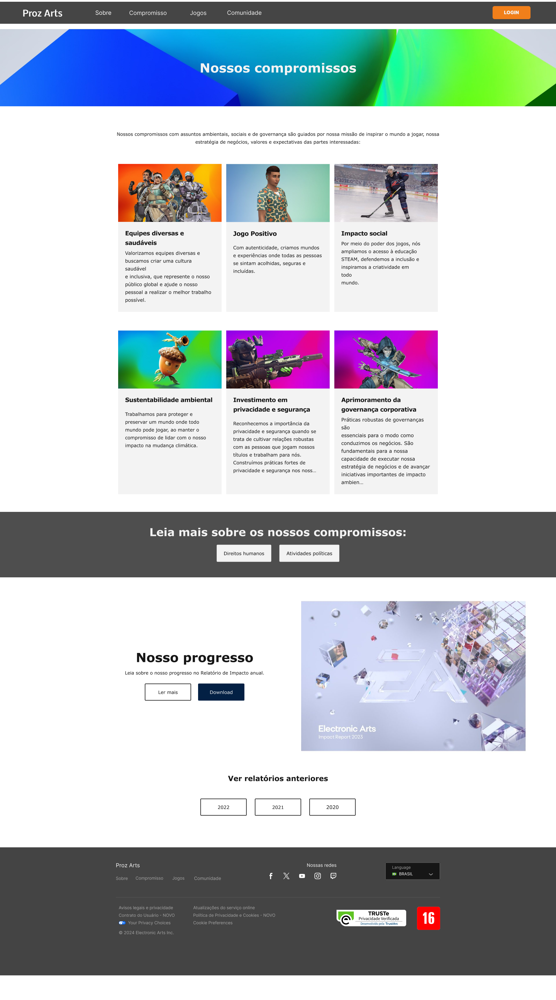 Proz Arts
Sobre
Compromisso
Jogos
Comunidade
LOGIN
Nossos compromissos
Nossos compromissos com assuntos ambientais, sociais e de governança são guiados por nossa missão de inspirar o mundo a jogar, nossa
estratégia de negócios, valores e expectativas das partes interessadas:
Equipes diversas e
saudáveis
Valorizamos equipes diversas e
buscamos criar uma cultura
saudável
e inclusiva, que represente o nosso
público global e ajude o nosso
pessoal a realizar o melhor trabalho
possível.
Jogo Positivo
Com autenticidade, criamos mundos
e experiências onde todas as pessoas
se sintam acolhidas, seguras e
incluídas.
Impacto social
Por meio do poder dos jogos, nós
ampliamos o acesso à educação
STEAM, defendemos a inclusão e
inspiramos a criatividade em
todo
mundo.
Sustentabilidade ambiental
Trabalhamos para proteger e
preservar um mundo onde todo
mundo pode jogar, ao manter o
compromisso de lidar com o nosso
impacto na mudança climática.
Investimento em
privacidade e segurança
Reconhecemos a importância da
privacidade e segurança quando se
trata de cultivar relações robustas
com as pessoas que jogam nossos
títulos e trabalham para nós.
Construímos práticas fortes de
privacidade e segurança nos noss...
Aprimoramento da
governança corporativa
Práticas robustas de governanças
são
essenciais para o modo como
conduzimos os negócios. São
fundamentais para a nossa
capacidade de executar nossa
estratégia de negócios e de avançar
iniciativas importantes de impacto
ambien...
Leia mais sobre os nossos compromissos:
Direitos humanos
Atividades políticas
Nosso progresso
Leia sobre o nosso progresso no Relatório de Impacto anual.
Ler mais
Download
EA
Electronic Arts
Impact Report 2023
Ver relatórios anteriores
2022
2021
2020
Proz Arts
Sobre
Compromisso
Jogos
Comunidade
Nossas redes
Language
BRASIL
Avisos legais e privacidade
Contrato do Usuário - NOVO
Your Privacy Choices
© 2024 Electronic Arts Inc.
Atualizações do serviço online
Política de Privacidade e Cookies - NOVO
Cookie Preferences
TRUSTe
Privacidade Verificada
Desenvolvido pela TrustArc
16